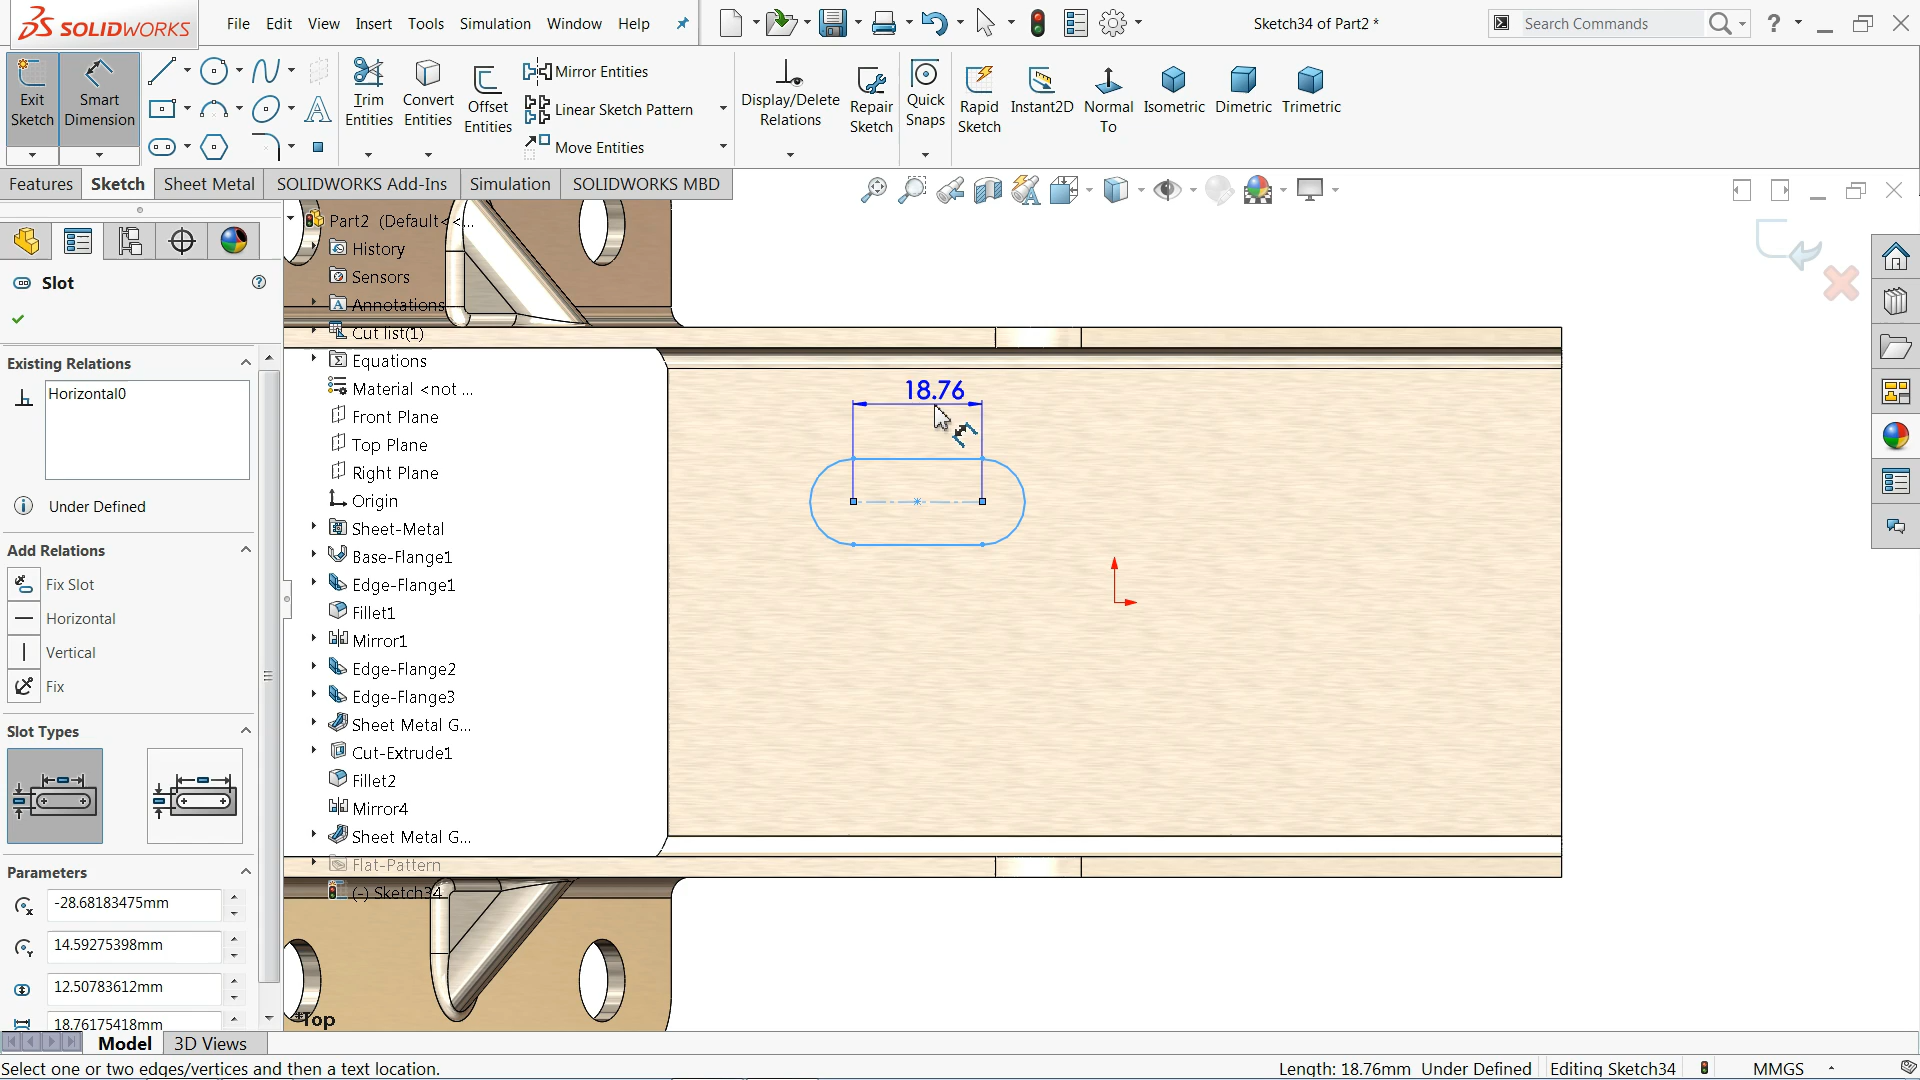 SOLIDWORKS
File Edit View Insert Tools Simulation Window Help
Sketch34 of Part2 *
Search Commands
?
Exit Sketch
Smart Dimension
Trim Entities
Convert Entities
Offset Entities
Mirror Entities
Linear Sketch Pattern
Move Entities
Display/Delete Relations
Repair Sketch
Quick Snaps
Rapid Sketch
Instant2D
Normal To
Isometric
Dimetric
Trimetric
Features Sketch Sheet Metal SOLIDWORKS Add-Ins Simulation SOLIDWORKS MBD
Slot
Existing Relations
Horizontal0
Under Defined
Add Relations
Fix Slot
Horizontal
Vertical
Fix
Slot Types
Parameters
-28.68183475mm
14.59275398mm
12.50783612mm
18.76175418mm
Part2 (Default<<...
History
Sensors
Annotations
Cut list(1)
Equations
Material <not ...
Front Plane
Top Plane
Right Plane
Origin
Sheet-Metal
Base-Flange1
Edge-Flange1
Fillet1
Mirror1
Edge-Flange2
Edge-Flange3
Sheet Metal G...
Cut-Extrude1
Fillet2
Mirror4
Sheet Metal G...
Flat-Pattern
(-) Sketch34
18.76
*Top
Model 3D Views
Select one or two edges/vertices and then a text location.
Length: 18.76mm Under Defined Editing Sketch34 MMGS